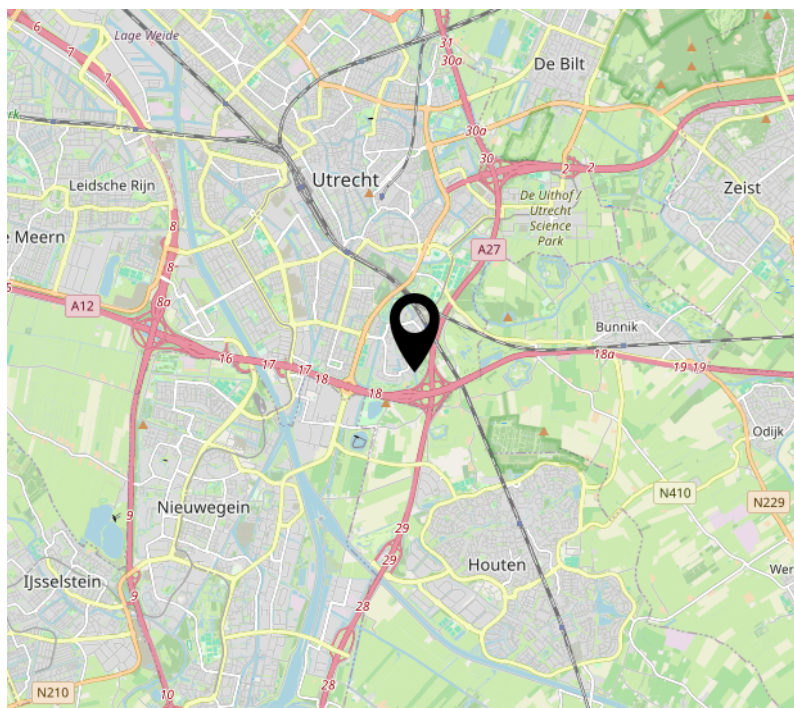 6
7
7
Lage Weide
31
30a
De Bilt
30a
30
2
2
Leidsche Rijn
Utrecht
De Uithof /
Utrecht
Science
Park
Zeist
8
e Meern
A27
8
8a
A12
Bunnik
16
17
17
18
18
18a
19
19
Odijk
N410
N229
9
Nieuwegein
29
29
Houten
IJsselstein
Wer
9
28
28
N210
10